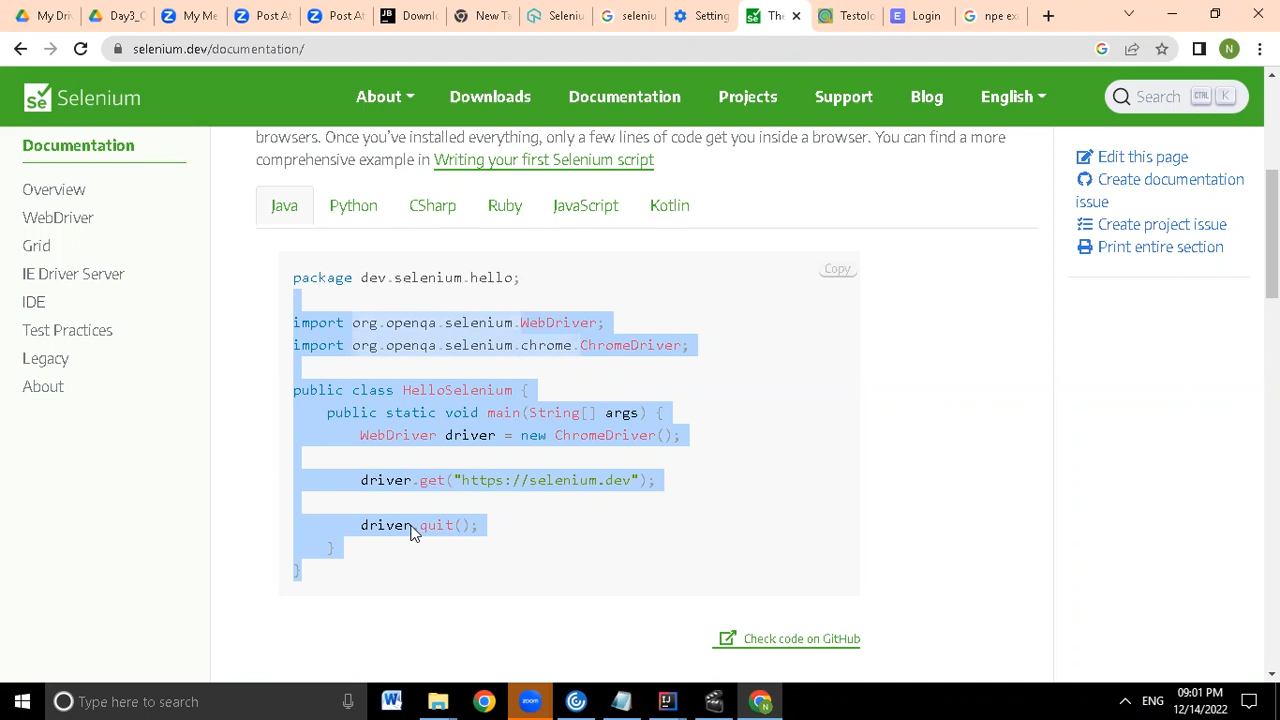 My Dri
Day3_C
My Me
Post At
Post At
Downl
New Ta
Seleniu
seleniu
Setting
The
Testolo
Login
npe ex
selenium.dev/documentation/
N
Se Selenium
About
Downloads
Documentation
Projects
Support
Blog
English
Search CTRL K
Documentation
Overview
WebDriver
Grid
IE Driver Server
IDE
Test Practices
Legacy
About
browsers. Once you’ve installed everything, only a few lines of code get you inside a browser. You can find a more
comprehensive example in Writing your first Selenium script
Java Python CSharp Ruby JavaScript Kotlin
Copy
package dev.selenium.hello;
import org.openqa.selenium.WebDriver;
import org.openqa.selenium.chrome.ChromeDriver;
public class HelloSelenium {
public static void main(String[] args) {
WebDriver driver = new ChromeDriver();
driver.get("https://selenium.dev");
driver.quit();
}
}
Check code on GitHub
Edit this page
Create documentation
issue
Create project issue
Print entire section
Type here to search
zoom
ENG
09:01 PM
12/14/2022